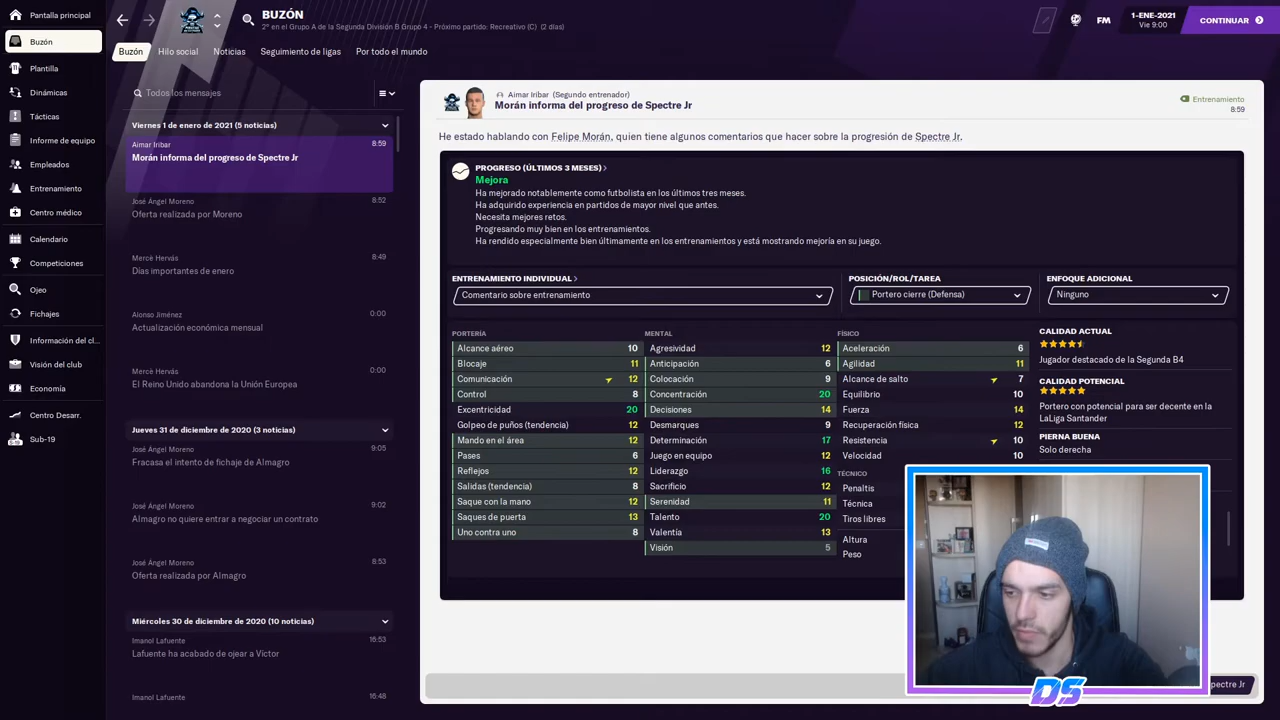 Pantalla principal
Buzón
Plantilla
Dinámicas
Tácticas
Informe de equipo
Empleados
Entrenamiento
Centro médico
Calendario
Competiciones
Ojeo
Fichajes
Información del cl...
Visión del club
Economía
Centro Desarr.
Sub-19
BUZÓN
2º en el Grupo A de la Segunda División B Grupo 4 - Próximo partido: Recreativo (C) (2 días)
FM
1-ENE-2021
Vie 9:00
CONTINUAR
Buzón
Hilo social
Noticias
Seguimiento de ligas
Por todo el mundo
Todos los mensajes
Viernes 1 de enero de 2021 (5 noticias)
Aimar Iribar 8:59
Morán informa del progreso de Spectre Jr
José Ángel Moreno 8:52
Oferta realizada por Moreno
Mercè Hervás 8:49
Días importantes de enero
Alonso Jiménez 0:00
Actualización económica mensual
Mercè Hervás 0:00
El Reino Unido abandona la Unión Europea
Jueves 31 de diciembre de 2020 (3 noticias)
José Ángel Moreno 9:05
Fracasa el intento de fichaje de Almagro
José Ángel Moreno 9:02
Almagro no quiere entrar a negociar un contrato
José Ángel Moreno 8:53
Oferta realizada por Almagro
Miércoles 30 de diciembre de 2020 (10 noticias)
Imanol Lafuente 16:53
Lafuente ha acabado de ojear a Víctor
Imanol Lafuente 16:48
Aimar Iribar (Segundo entrenador)
Morán informa del progreso de Spectre Jr
Entrenamiento
8:59
He estado hablando con Felipe Morán, quien tiene algunos comentarios que hacer sobre la progresión de Spectre Jr.
PROGRESO (ÚLTIMOS 3 MESES)
Mejora
Ha mejorado notablemente como futbolista en los últimos tres meses.
Ha adquirido experiencia en partidos de mayor nivel que antes.
Necesita mejores retos.
Progresando muy bien en los entrenamientos.
Ha rendido especialmente bien últimamente en los entrenamientos y está mostrando mejoría en su juego.
ENTRENAMIENTO INDIVIDUAL
Comentario sobre entrenamiento
POSICIÓN/ROL/TAREA
Portero cierre (Defensa)
ENFOQUE ADICIONAL
Ninguno
PORTERÍA
Alcance aéreo 10
Blocaje 11
Comunicación 12
Control 8
Excentricidad 20
Golpeo de puños (tendencia) 12
Mando en el área 12
Pases 6
Reflejos 12
Salidas (tendencia) 8
Saque con la mano 12
Saques de puerta 13
Uno contra uno 8
MENTAL
Agresividad 12
Anticipación 6
Colocación 9
Concentración 20
Decisiones 14
Desmarques 9
Determinación 17
Juego en equipo 12
Liderazgo 16
Sacrificio 12
Serenidad 11
Talento 20
Valentía 13
Visión 5
FÍSICO
Aceleración 6
Agilidad 11
Alcance de salto 7
Equilibrio 10
Fuerza 14
Recuperación física 12
Resistencia 10
Velocidad 10
TÉCNICO
Penaltis
Técnica
Tiros libres
Altura
Peso
CALIDAD ACTUAL
Jugador destacado de la Segunda B4
CALIDAD POTENCIAL
Portero con potencial para ser decente en la
LaLiga Santander
PIERNA BUENA
Solo derecha
pectre Jr
DS